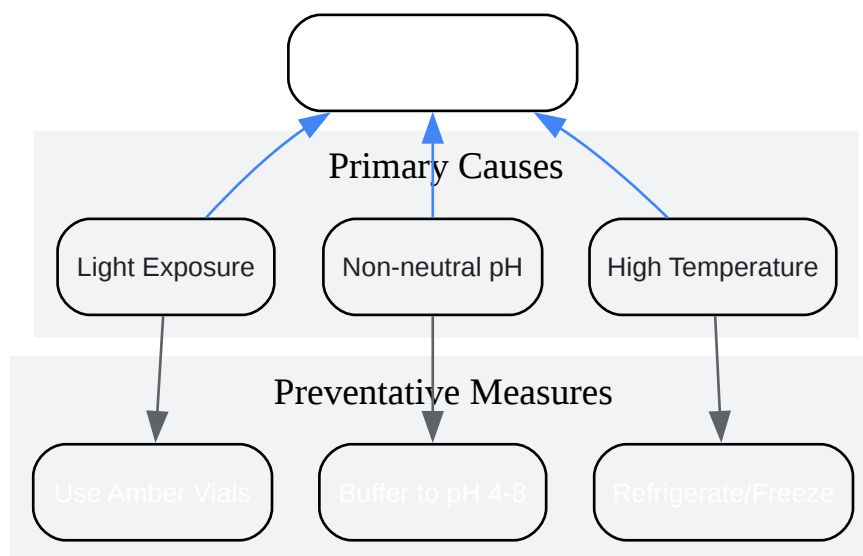 Primary Causes
Light Exposure
Non-neutral pH
High Temperature
Preventative Measures
Use Amber Vials
Buffer to pH 4-8
Refrigerate/Freeze